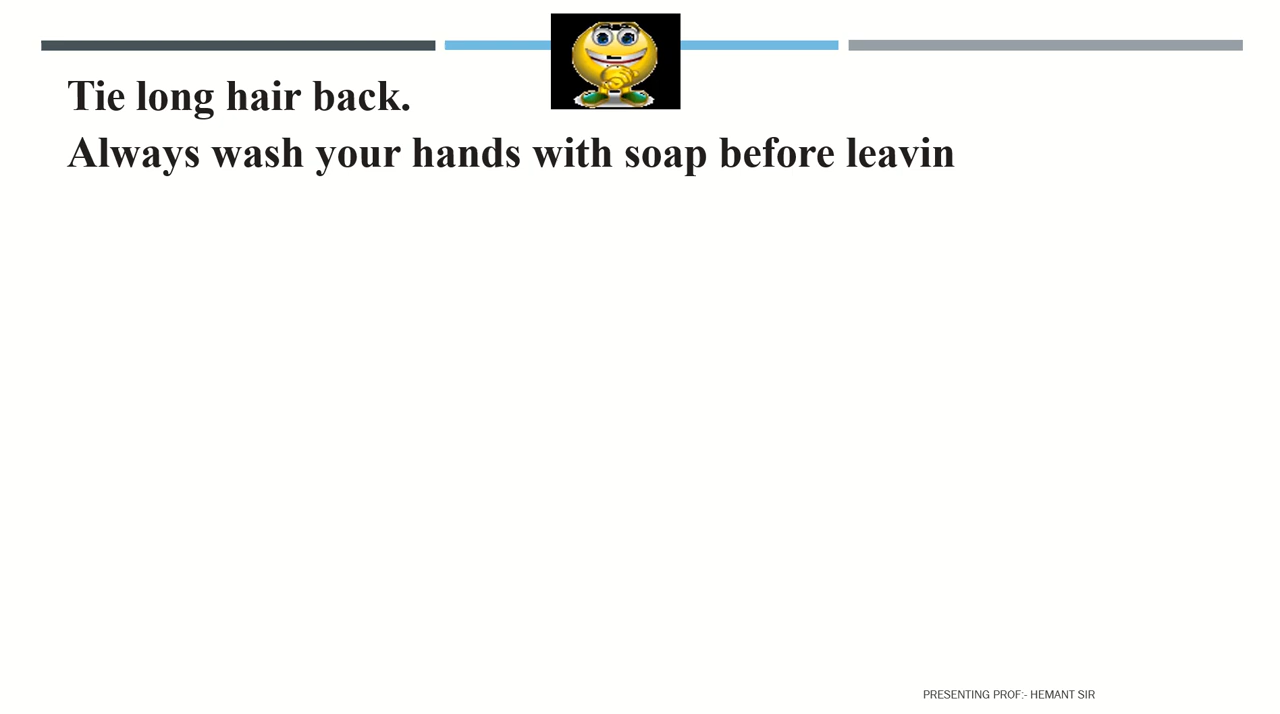 Tie long hair back.
Always wash your hands with soap before leavin
PRESENTING PROF:- HEMANT SIR